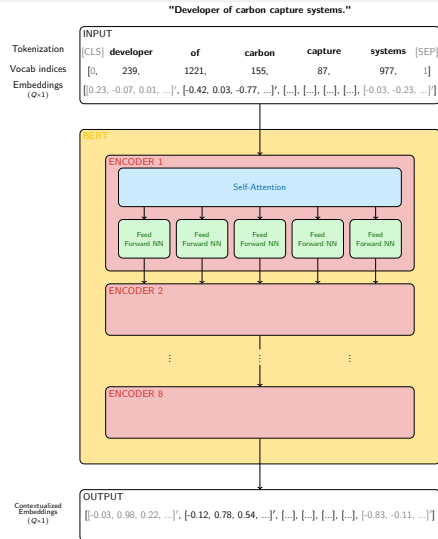 "Developer of carbon capture systems."
INPUT
Tokenization [CLS] developer of carbon capture systems [SEP]
Vocab indices [0, 239, 1221, 155, 87, 977, 1]
Embeddings [[0.23, -0.07, 0.01, ...]′, [-0.42, 0.03, -0.77, ...]′, [...], [...], [...], [...], [-0.03, -0.23, ...]′]
(Q×1)
BERT
ENCODER 1
Self-Attention
Feed Feed Feed Feed Feed
Forward NN Forward NN Forward NN Forward NN Forward NN
ENCODER 2
⋮ ⋮ ⋮
ENCODER 8
OUTPUT
Contextualized
Embeddings
(Q×1)
[[-0.03, 0.98, 0.22, ...]′, [-0.12, 0.78, 0.54, ...]′, [...], [...], [...], [...], [-0.83, -0.11, ...]′]